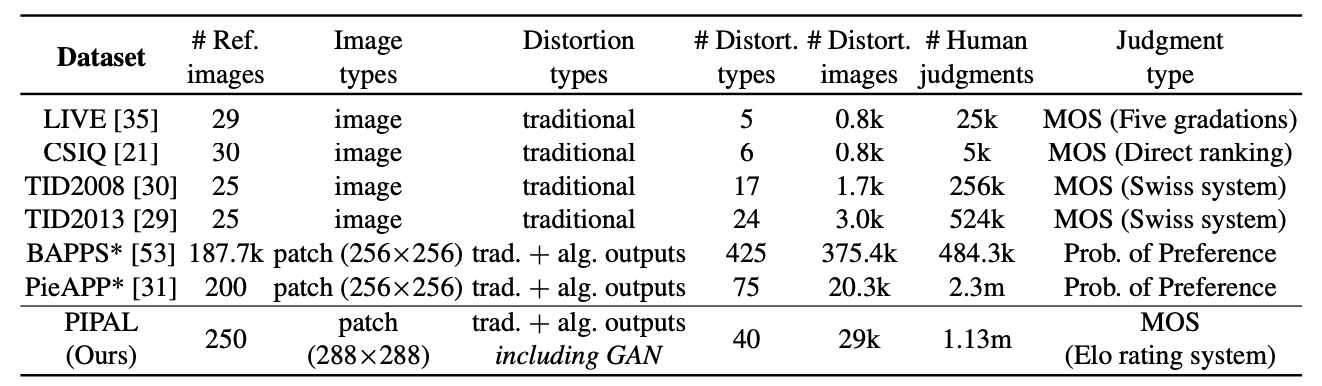 Dataset # Ref. images Image types Distortion types # Distort. types # Distort. images # Human judgments Judgment type
LIVE [35] 29 image traditional 5 0.8k 25k MOS (Five gradations)
CSIQ [21] 30 image traditional 6 0.8k 5k MOS (Direct ranking)
TID2008 [30] 25 image traditional 17 1.7k 256k MOS (Swiss system)
TID2013 [29] 25 image traditional 24 3.0k 524k MOS (Swiss system)
BAPPS* [53] 187.7k patch (256×256) trad. + alg. outputs 425 375.4k 484.3k Prob. of Preference
PieAPP* [31] 200 patch (256×256) trad. + alg. outputs 75 20.3k 2.3m Prob. of Preference
PIPAL (Ours) 250 patch (288×288) trad. + alg. outputs including GAN 40 29k 1.13m MOS (Elo rating system)